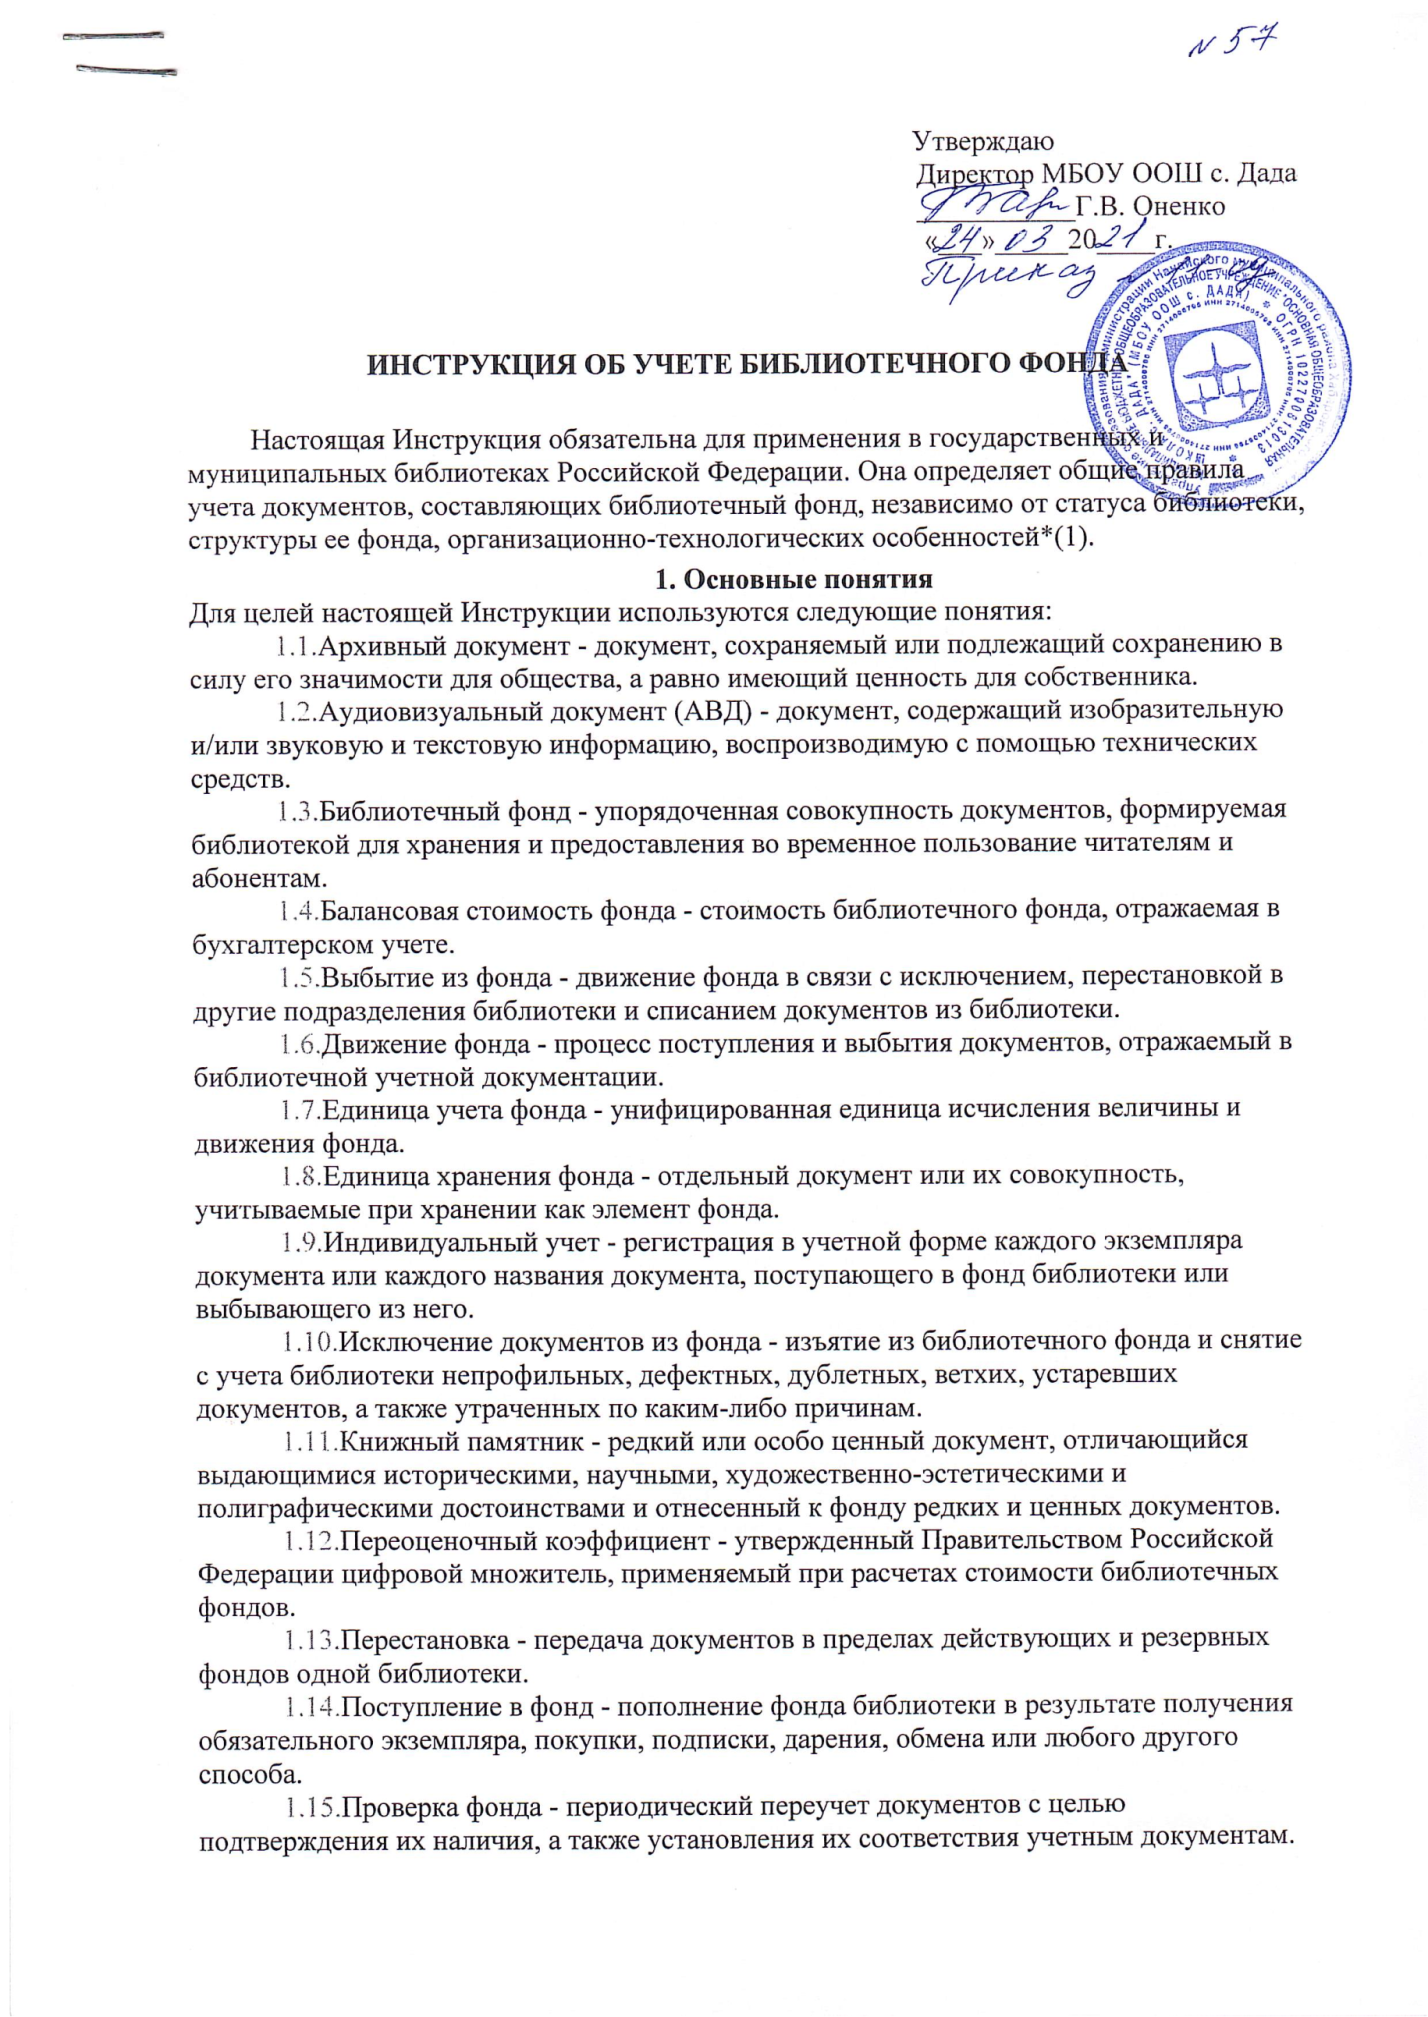 N 57
Утверждаю
Директор МБОУ ООШ с. Дада
____________Г.В. Оненко
«24» 03 2021 г.
Приказ
ИНСТРУКЦИЯ ОБ УЧЕТЕ БИБЛИОТЕЧНОГО ФОНДА
Настоящая Инструкция обязательна для применения в государственных и
муниципальных библиотеках Российской Федерации. Она определяет общие правила
учета документов, составляющих библиотечный фонд, независимо от статуса библиотеки,
структуры ее фонда, организационно-технологических особенностей*(1).
1. Основные понятия
Для целей настоящей Инструкции используются следующие понятия:
1.1.Архивный документ - документ, сохраняемый или подлежащий сохранению в
силу его значимости для общества, а равно имеющий ценность для собственника.
1.2.Аудиовизуальный документ (АВД) - документ, содержащий изобразительную
и/или звуковую и текстовую информацию, воспроизводимую с помощью технических
средств.
1.3.Библиотечный фонд - упорядоченная совокупность документов, формируемая
библиотекой для хранения и предоставления во временное пользование читателям и
абонентам.
1.4.Балансовая стоимость фонда - стоимость библиотечного фонда, отражаемая в
бухгалтерском учете.
1.5.Выбытие из фонда - движение фонда в связи с исключением, перестановкой в
другие подразделения библиотеки и списанием документов из библиотеки.
1.6.Движение фонда - процесс поступления и выбытия документов, отражаемый в
библиотечной учетной документации.
1.7.Единица учета фонда - унифицированная единица исчисления величины и
движения фонда.
1.8.Единица хранения фонда - отдельный документ или их совокупность,
учитываемые при хранении как элемент фонда.
1.9.Индивидуальный учет - регистрация в учетной форме каждого экземпляра
документа или каждого названия документа, поступающего в фонд библиотеки или
выбывающего из него.
1.10.Исключение документов из фонда - изъятие из библиотечного фонда и снятие
с учета библиотеки непрофильных, дефектных, дублетных, ветхих, устаревших
документов, а также утраченных по каким-либо причинам.
1.11.Книжный памятник - редкий или особо ценный документ, отличающийся
выдающимися историческими, научными, художественно-эстетическими и
полиграфическими достоинствами и отнесенный к фонду редких и ценных документов.
1.12.Переоценочный коэффициент - утвержденный Правительством Российской
Федерации цифровой множитель, применяемый при расчетах стоимости библиотечных
фондов.
1.13.Перестановка - передача документов в пределах действующих и резервных
фондов одной библиотеки.
1.14.Поступление в фонд - пополнение фонда библиотеки в результате получения
обязательного экземпляра, покупки, подписки, дарения, обмена или любого другого
способа.
1.15.Проверка фонда - периодический переучет документов с целью
подтверждения их наличия, а также установления их соответствия учетным документам.